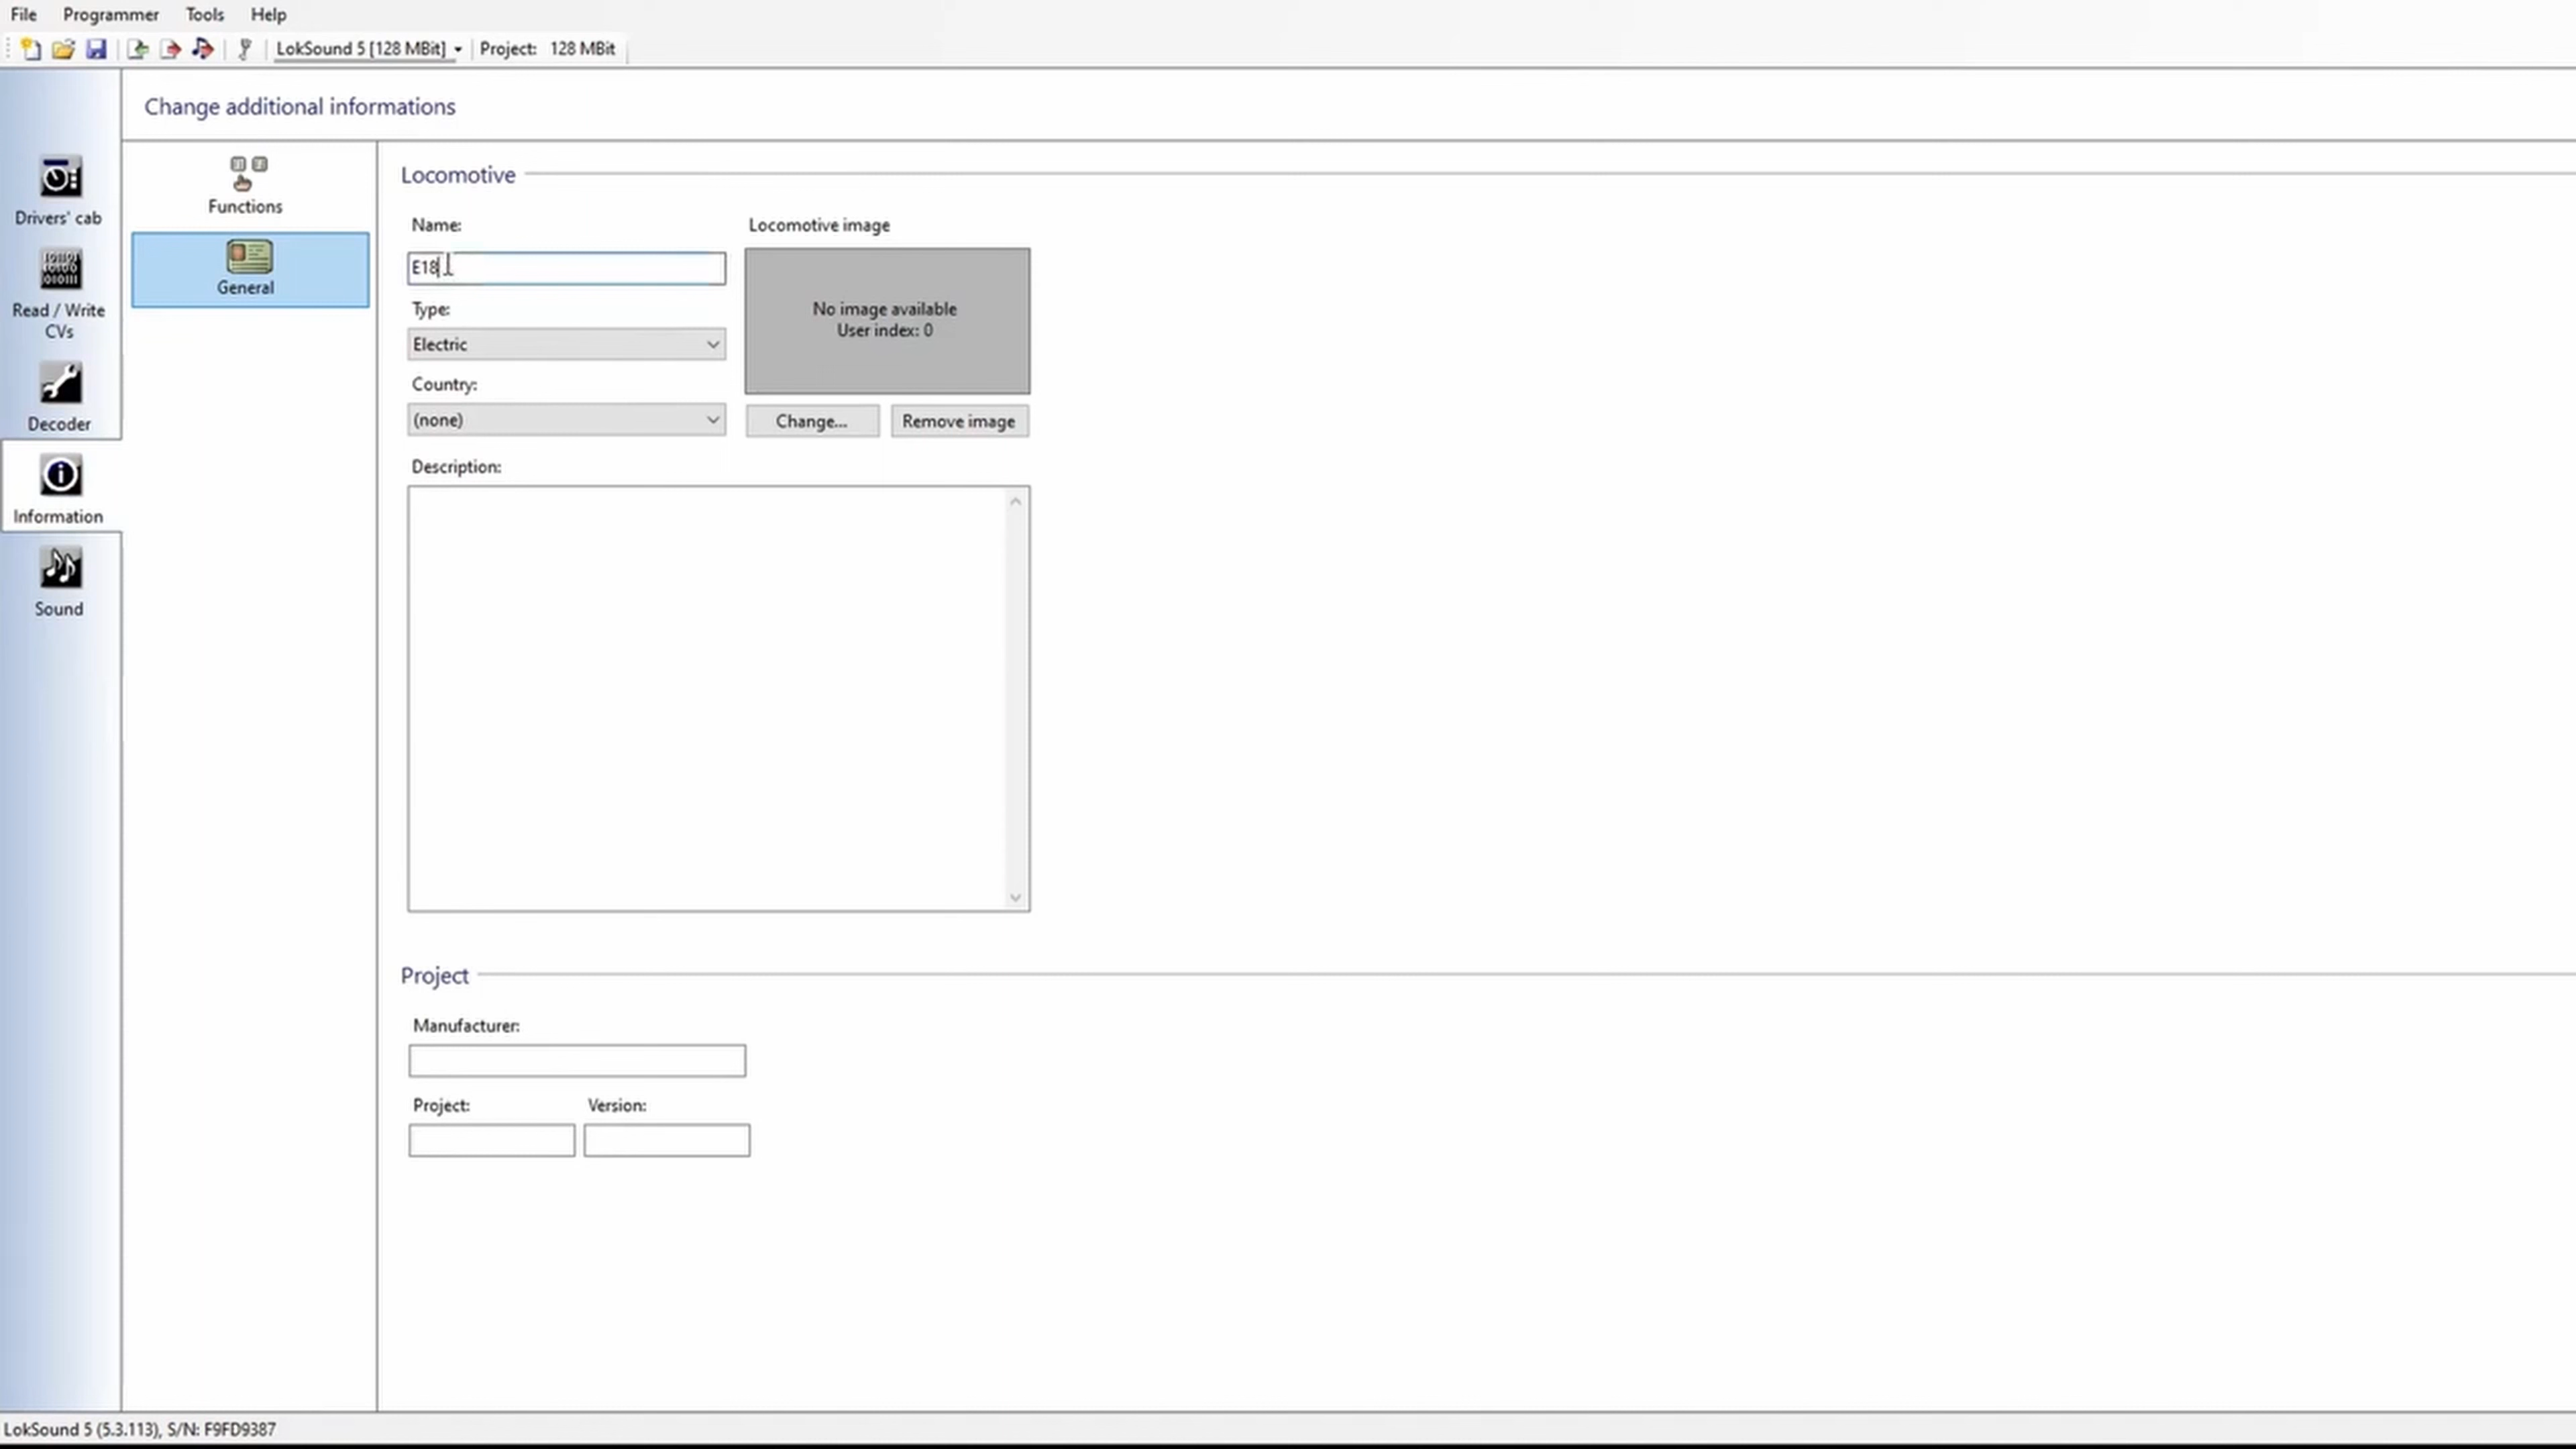 File Programmer Tools Help
LokSound 5 [128 MBit] Project: 128 MBit
Change additional informations
Drivers' cab
Read / Write
CVs
Decoder
Information
Sound
Functions
General
Locomotive
Name:
E18
Type:
Electric
Country:
(none)
Locomotive image
No image available
User index: 0
Change...
Remove image
Description:
Project
Manufacturer:
Project: Version:
LokSound 5 (5.3.113), S/N: F9FD9387